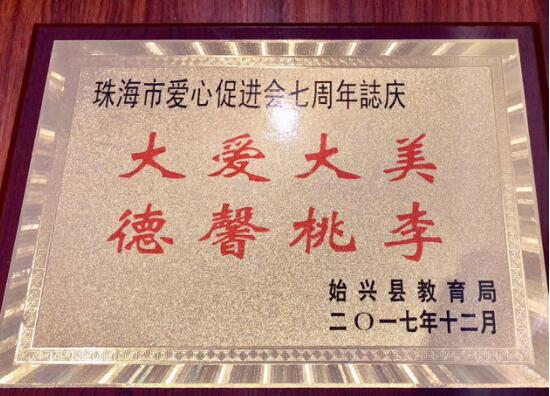 珠海市爱心促进会七周年誌庆
大爱大美
德馨桃李
始兴县教育局
二〇一七年十二月